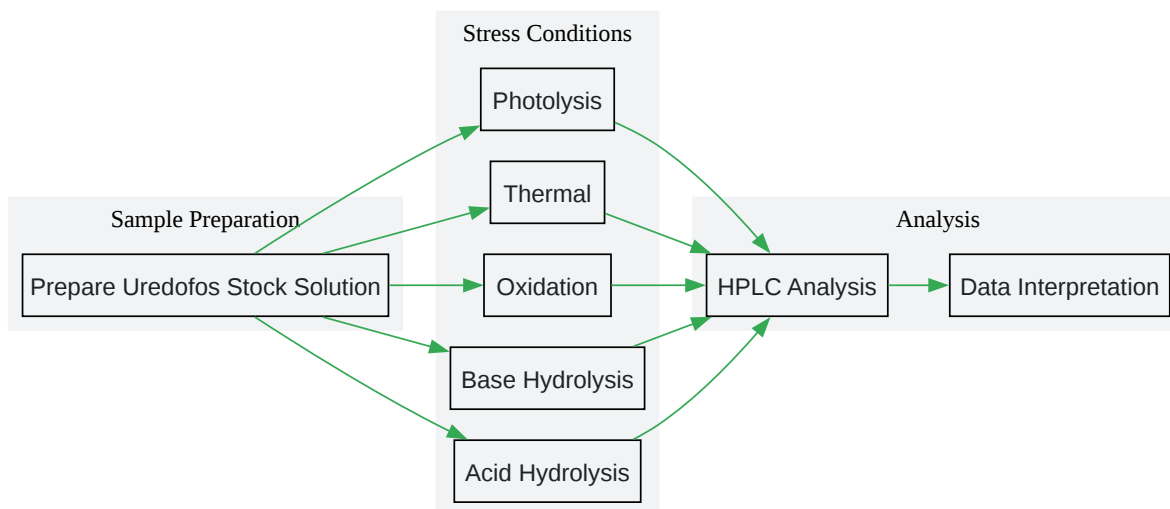 Stress Conditions
Photolysis
Thermal
Sample Preparation
Analysis
Prepare Uredofos Stock Solution
Oxidation
HPLC Analysis
Data Interpretation
Base Hydrolysis
Acid Hydrolysis